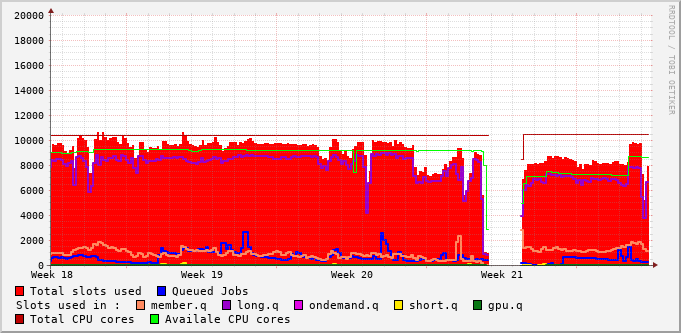 20000
18000
16000
14000
12000
10000
8000
6000
4000
2000
0
Week 18 Week 19 Week 20 Week 21
Total slots used Queued Jobs
Slots used in : member.q long.q ondemand.q short.q gpu.q
Total CPU cores Availale CPU cores
RRDTOOL / TOBI OETIKER